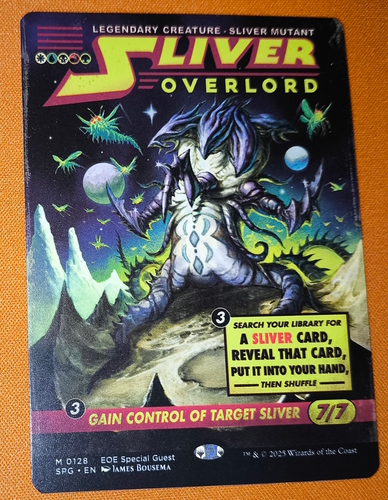 LEGENDARY CREATURE - SLIVER MUTANT
SLIVER
OVERLORD
3
SEARCH YOUR LIBRARY FOR
A SLIVER CARD,
REVEAL THAT CARD,
PUT IT INTO YOUR HAND,
THEN SHUFFLE
3 GAIN CONTROL OF TARGET SLIVER 7/7
M 0128 EOE Special Guest
SPG • EN JAMES BOUSEMA
™ & © 2025 Wizards of the Coast